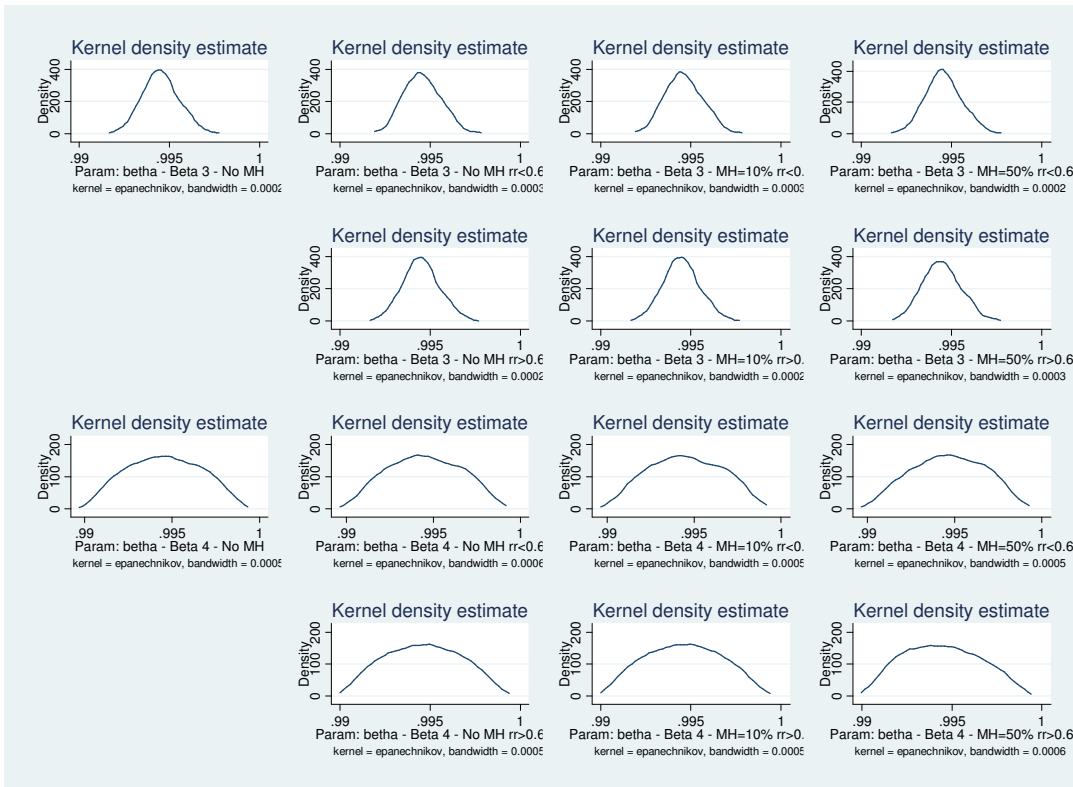 Kernel density estimate
Density
0 200 400
.99 .995 1
Param: betha - Beta 3 - No MH
kernel = epanechnikov, bandwidth = 0.0002
Kernel density estimate
Density
0 200 400
.99 .995 1
Param: betha - Beta 3 - No MH rr<0.6
kernel = epanechnikov, bandwidth = 0.0003
Kernel density estimate
Density
0 200 400
.99 .995 1
Param: betha - Beta 3 - MH=10% rr<0.
kernel = epanechnikov, bandwidth = 0.0003
Kernel density estimate
Density
0 200 400
.99 .995 1
Param: betha - Beta 3 - MH=50% rr<0.6
kernel = epanechnikov, bandwidth = 0.0002
Kernel density estimate
Density
0 200 400
.99 .995 1
Param: betha - Beta 3 - No MH rr>0.6
kernel = epanechnikov, bandwidth = 0.0002
Kernel density estimate
Density
0 200 400
.99 .995 1
Param: betha - Beta 3 - MH=10% rr>0.
kernel = epanechnikov, bandwidth = 0.0002
Kernel density estimate
Density
0 200 400
.99 .995 1
Param: betha - Beta 3 - MH=50% rr>0.6
kernel = epanechnikov, bandwidth = 0.0003
Kernel density estimate
Density
0 100 200
.99 .995 1
Param: betha - Beta 4 - No MH
kernel = epanechnikov, bandwidth = 0.0005
Kernel density estimate
Density
0 100 200
.99 .995 1
Param: betha - Beta 4 - No MH rr<0.6
kernel = epanechnikov, bandwidth = 0.0006
Kernel density estimate
Density
0 100 200
.99 .995 1
Param: betha - Beta 4 - MH=10% rr<0.
kernel = epanechnikov, bandwidth = 0.0005
Kernel density estimate
Density
0 100 200
.99 .995 1
Param: betha - Beta 4 - MH=50% rr<0.6
kernel = epanechnikov, bandwidth = 0.0005
Kernel density estimate
Density
0 100 200
.99 .995 1
Param: betha - Beta 4 - No MH rr>0.6
kernel = epanechnikov, bandwidth = 0.0005
Kernel density estimate
Density
0 100 200
.99 .995 1
Param: betha - Beta 4 - MH=10% rr>0.
kernel = epanechnikov, bandwidth = 0.0005
Kernel density estimate
Density
0 100 200
.99 .995 1
Param: betha - Beta 4 - MH=50% rr>0.6
kernel = epanechnikov, bandwidth = 0.0006